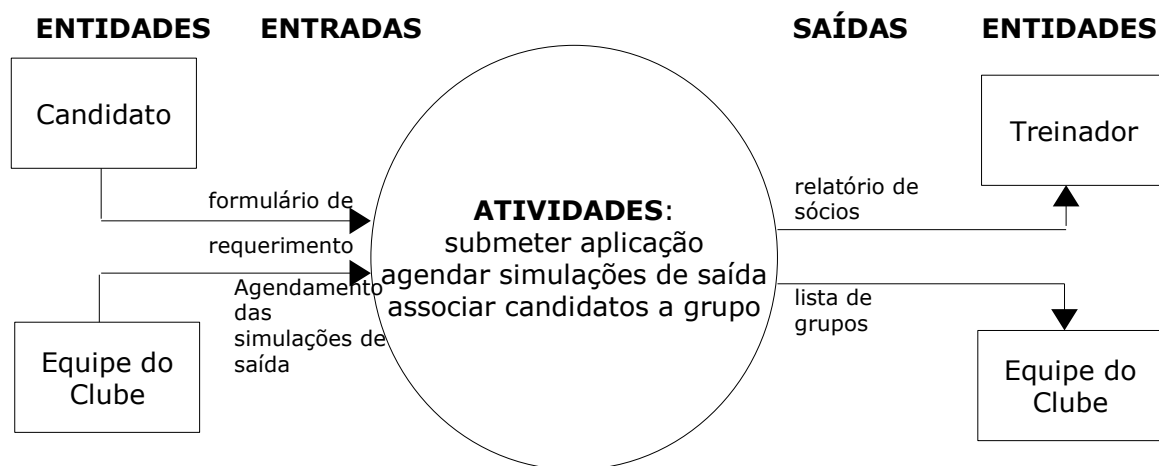 ENTIDADES
ENTRADAS
SAÍDAS
ENTIDADES
Candidato
Treinador
formulário de
requerimento
Agendamento
das
simulações de
saída
Equipe do
Clube
ATIVIDADES:
submeter aplicação
agendar simulações de saída
associar candidatos a grupo
relatório de
sócios
lista de
grupos
Equipe do
Clube